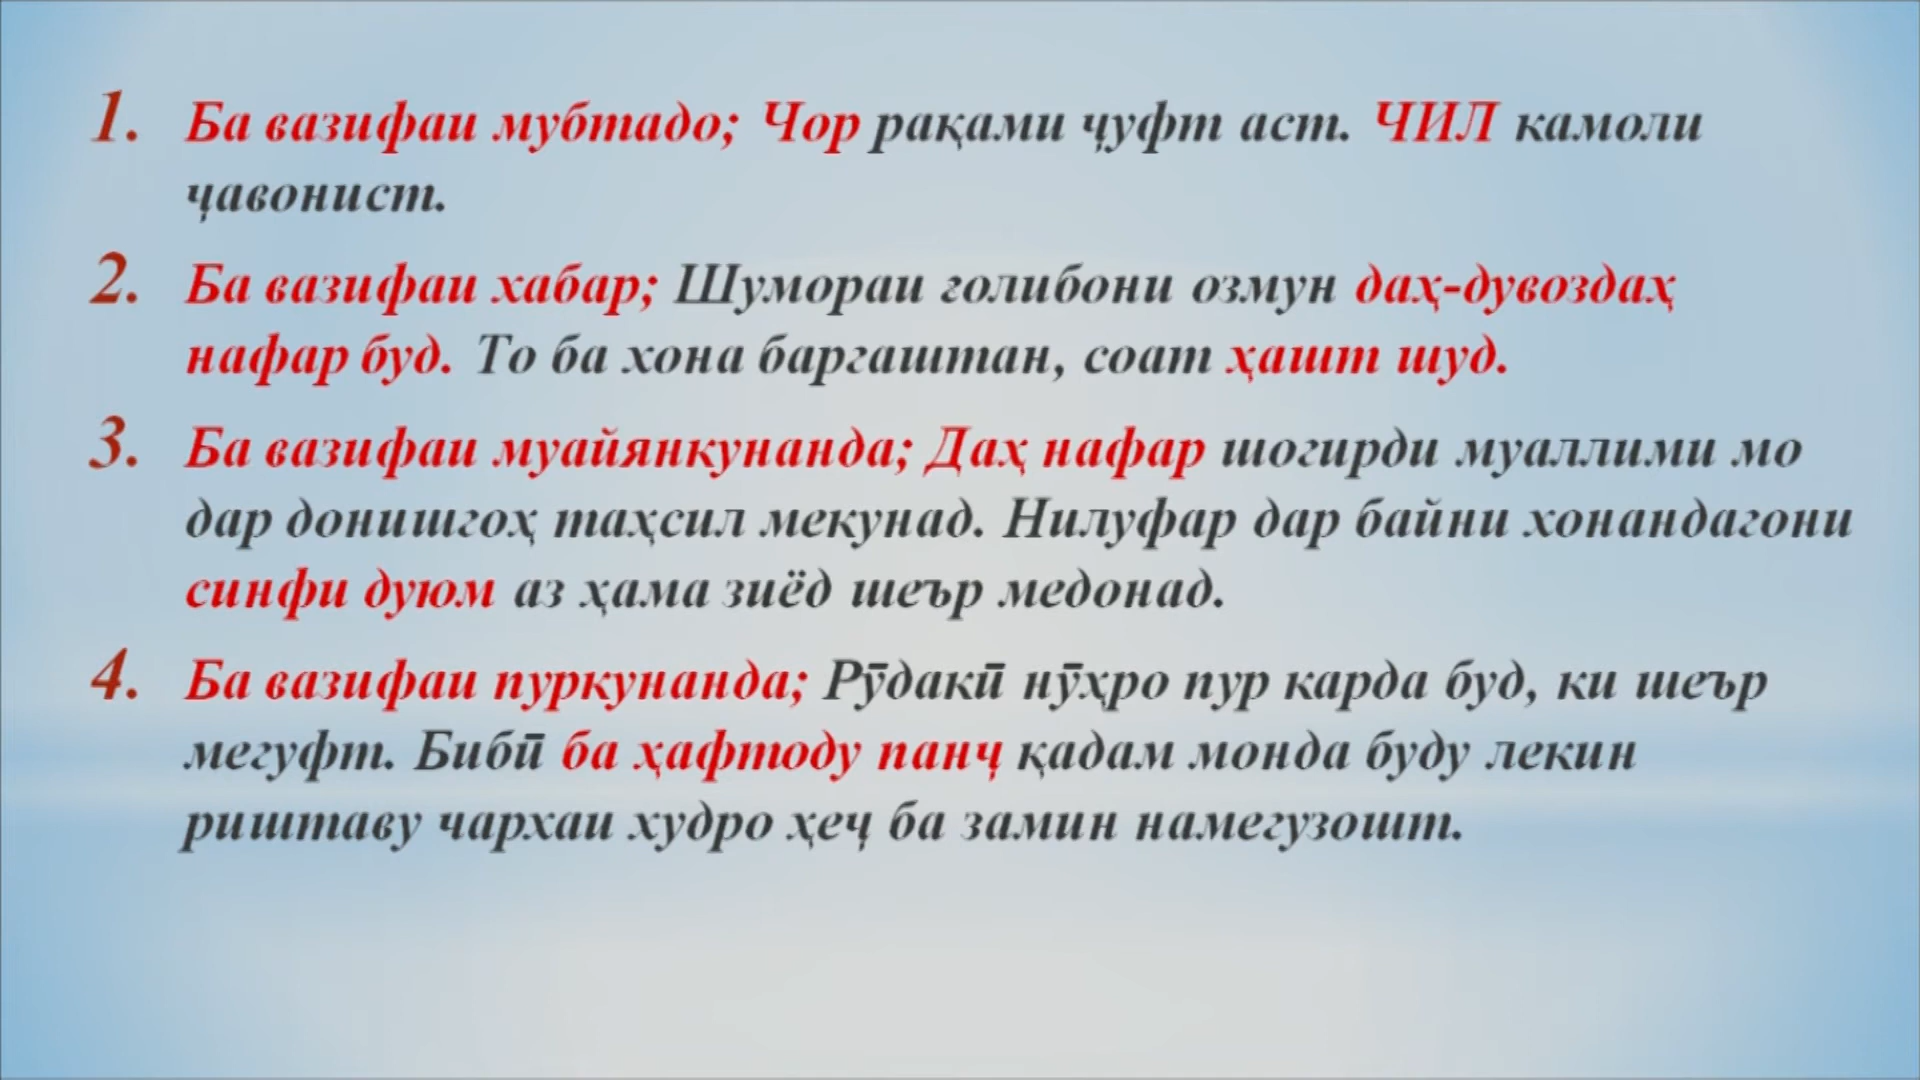 1. Ба вазифаи мубтадо; Чор рақами ҷуфт аст. ЧИЛ камоли
ҷавонист.
2. Ба вазифаи хабар; Шумораи голибони озмун даҳ-дувоздаҳ
нафар буд. То ба хона баргаштан, соат ҳашт шуд.
3. Ба вазифаи муайянкунанда; Даҳ нафар шогирди муаллими мо
дар донишгоҳ таҳсил мекунад. Нилуфар дар байни хонандагони
синфи дуюм аз ҳама зиёд шеър медонад.
4. Ба вазифаи пуркунанда; Рӯдакӣ нӯҳро пур карда буд, ки шеър
мегуфт. Бибӣ ба ҳафтоду панҷ қадам монда буду лекин
риштаву чархаи худро ҳеҷ ба замин намегузошт.